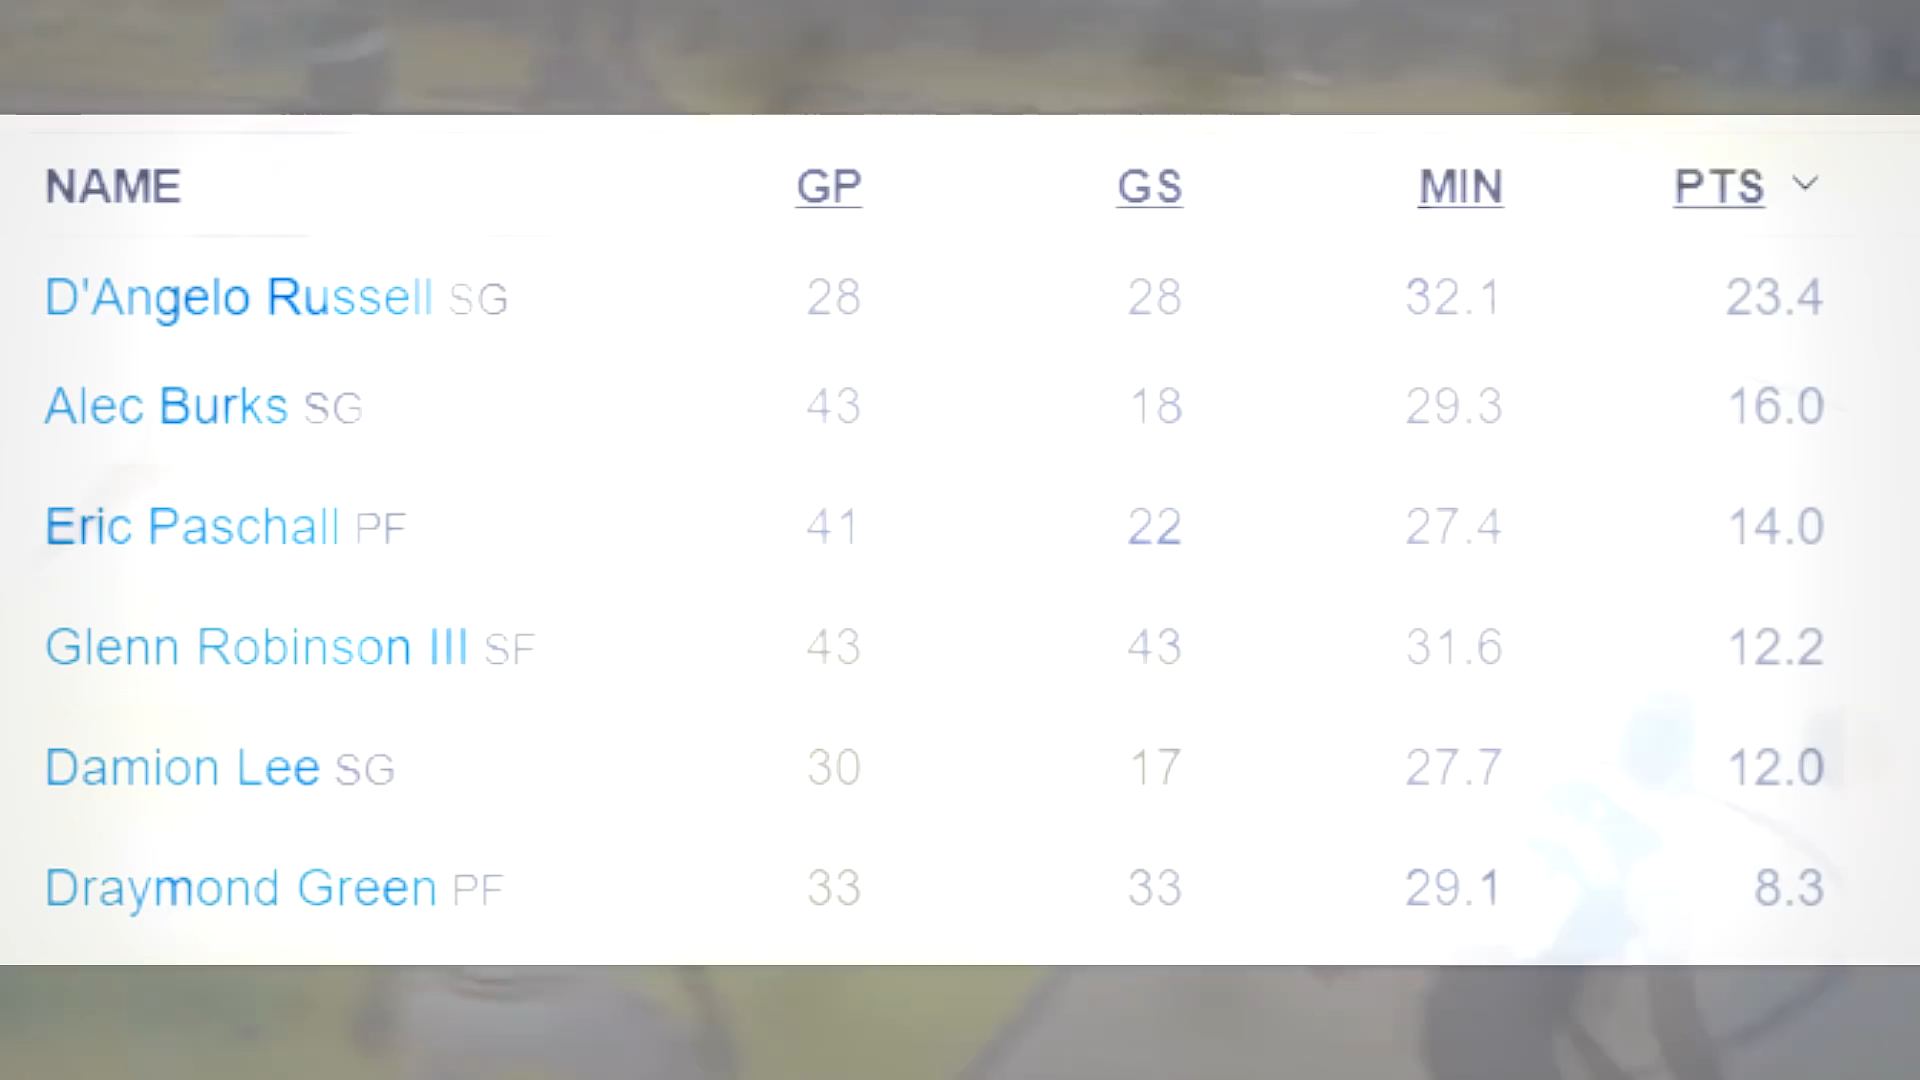 NAME GP GS MIN PTS
D'Angelo Russell SG 28 28 32.1 23.4
Alec Burks SG 43 18 29.3 16.0
Eric Paschall PF 41 22 27.4 14.0
Glenn Robinson III SF 43 43 31.6 12.2
Damion Lee SG 30 17 27.7 12.0
Draymond Green PF 33 33 29.1 8.3